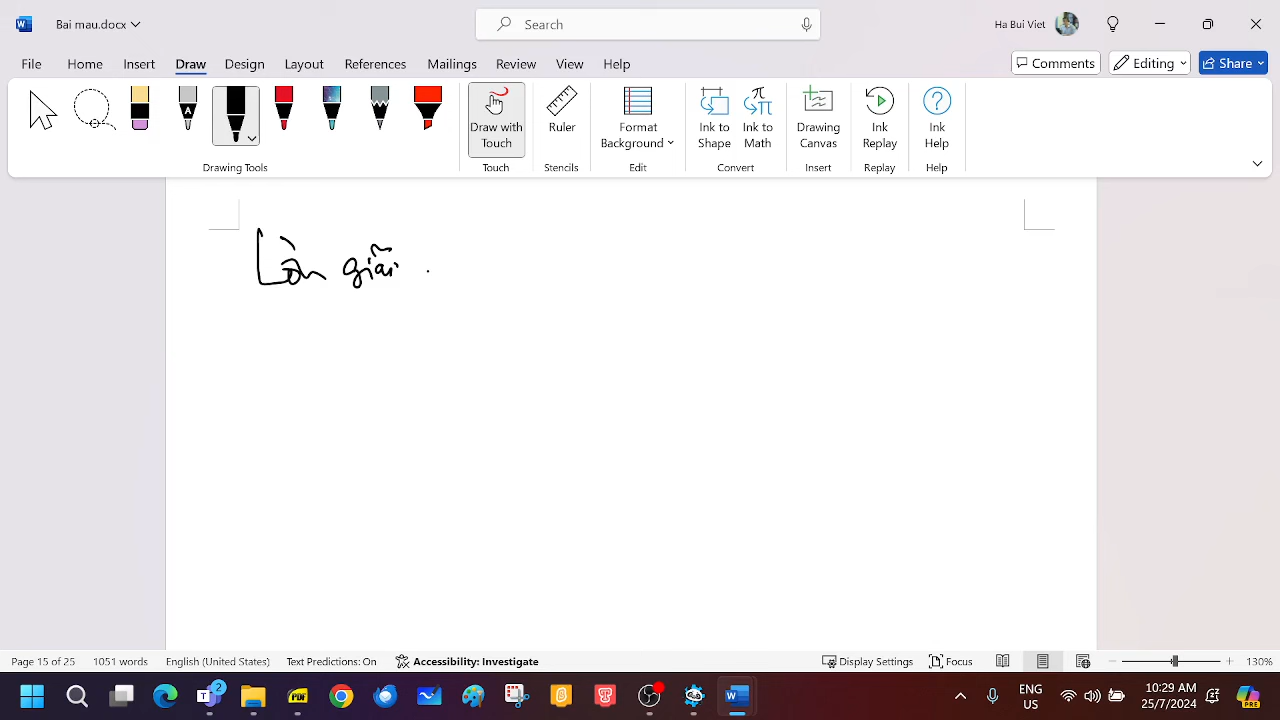 Bai mau.docx
Search
Ha Bui Viet
File Home Insert Draw Design Layout References Mailings Review View Help
Comments Editing Share
A
Draw with Touch
Ruler
Format Background
Ink to Shape
Ink to Math
Drawing Canvas
Ink Replay
Ink Help
Drawing Tools Touch Stencils Edit Convert Insert Replay Help
giải
Page 15 of 25 1051 words English (United States) Text Predictions: On Accessibility: Investigate Display Settings Focus 130%
2
PDF
ENG
US
10:29 AM
25/7/2024
PRE